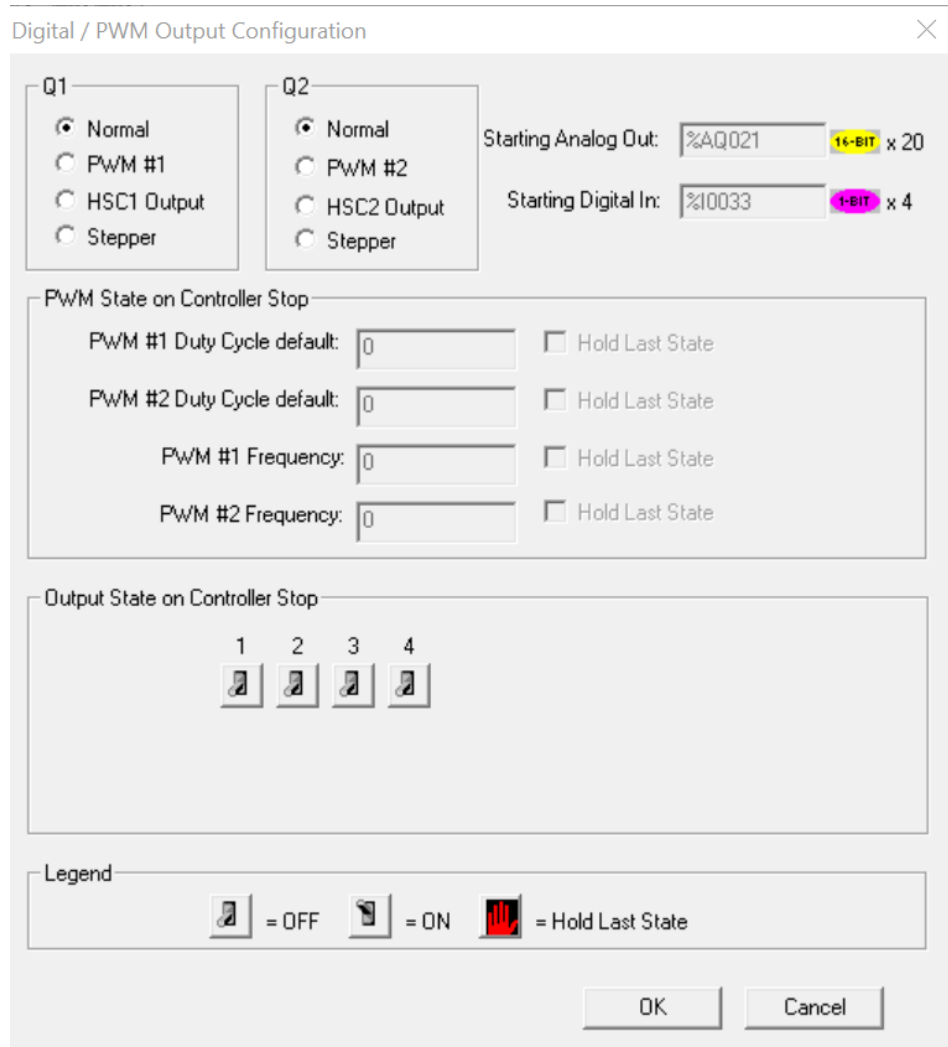 Digital / PWM Output Configuration
Q1
Normal
PWM #1
HSC1 Output
Stepper
Q2
Normal
PWM #2
HSC2 Output
Stepper
Starting Analog Out: %AQ021 16-BIT x 20
Starting Digital In: %I0033 1-BIT x 4
PWM State on Controller Stop
PWM #1 Duty Cycle default: 0 Hold Last State
PWM #2 Duty Cycle default: 0 Hold Last State
PWM #1 Frequency: 0 Hold Last State
PWM #2 Frequency: 0 Hold Last State
Output State on Controller Stop
1 2 3 4
Legend
= OFF = ON = Hold Last State
OK Cancel